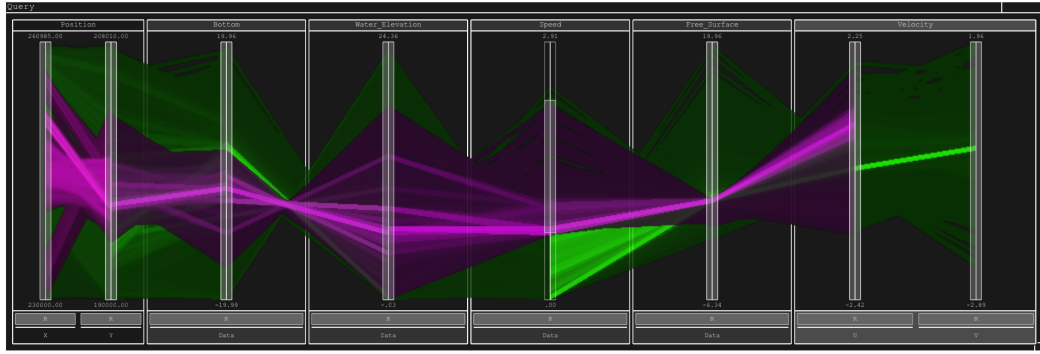 Query
Position Bottom Water_Elevation Speed Free_Surface Velocity
240985.00 208010.00 19.96 24.36 2.91 19.96 2.25 1.86
230000.00 190000.00 -19.99 -.03 .00 -6.34 -2.42 -2.89
R R R R R R R R
X Y Data Data Data Data U V